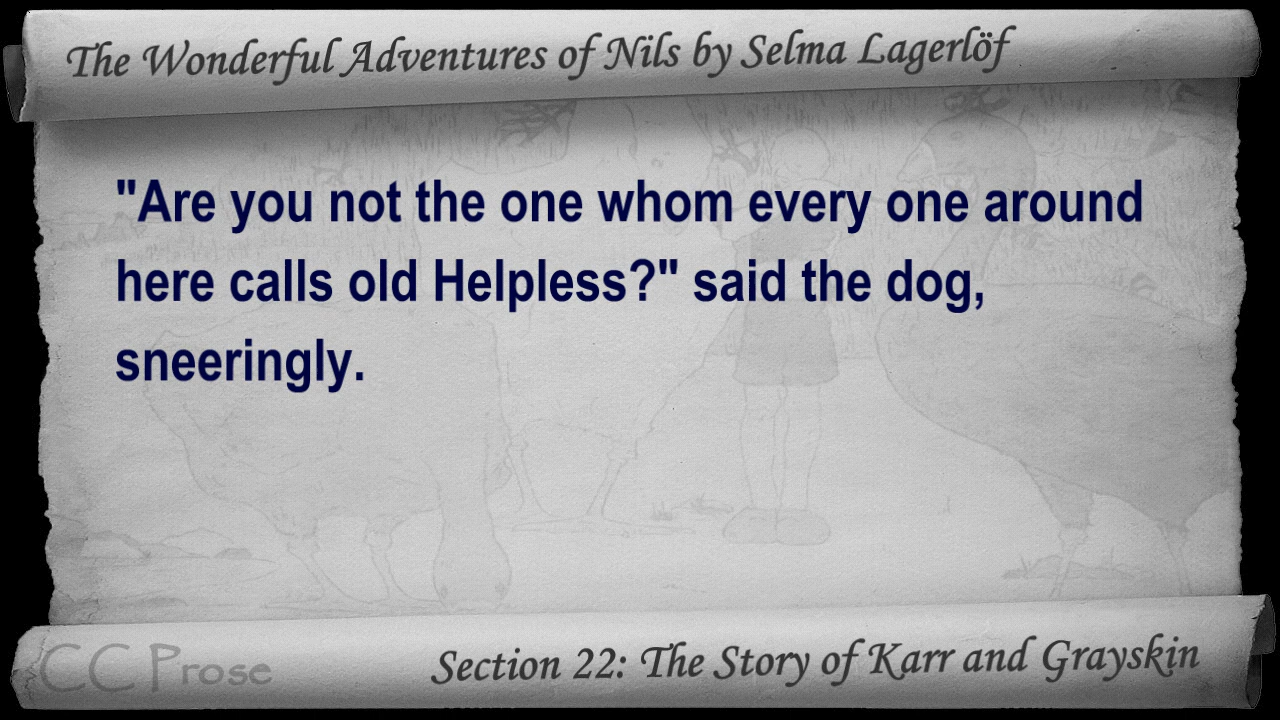 The Wonderful Adventures of Nils by Selma Lagerlöf
"Are you not the one whom every one around
here calls old Helpless?" said the dog,
sneeringly.
CC Prose
Section 22: The Story of Karr and Grayskin